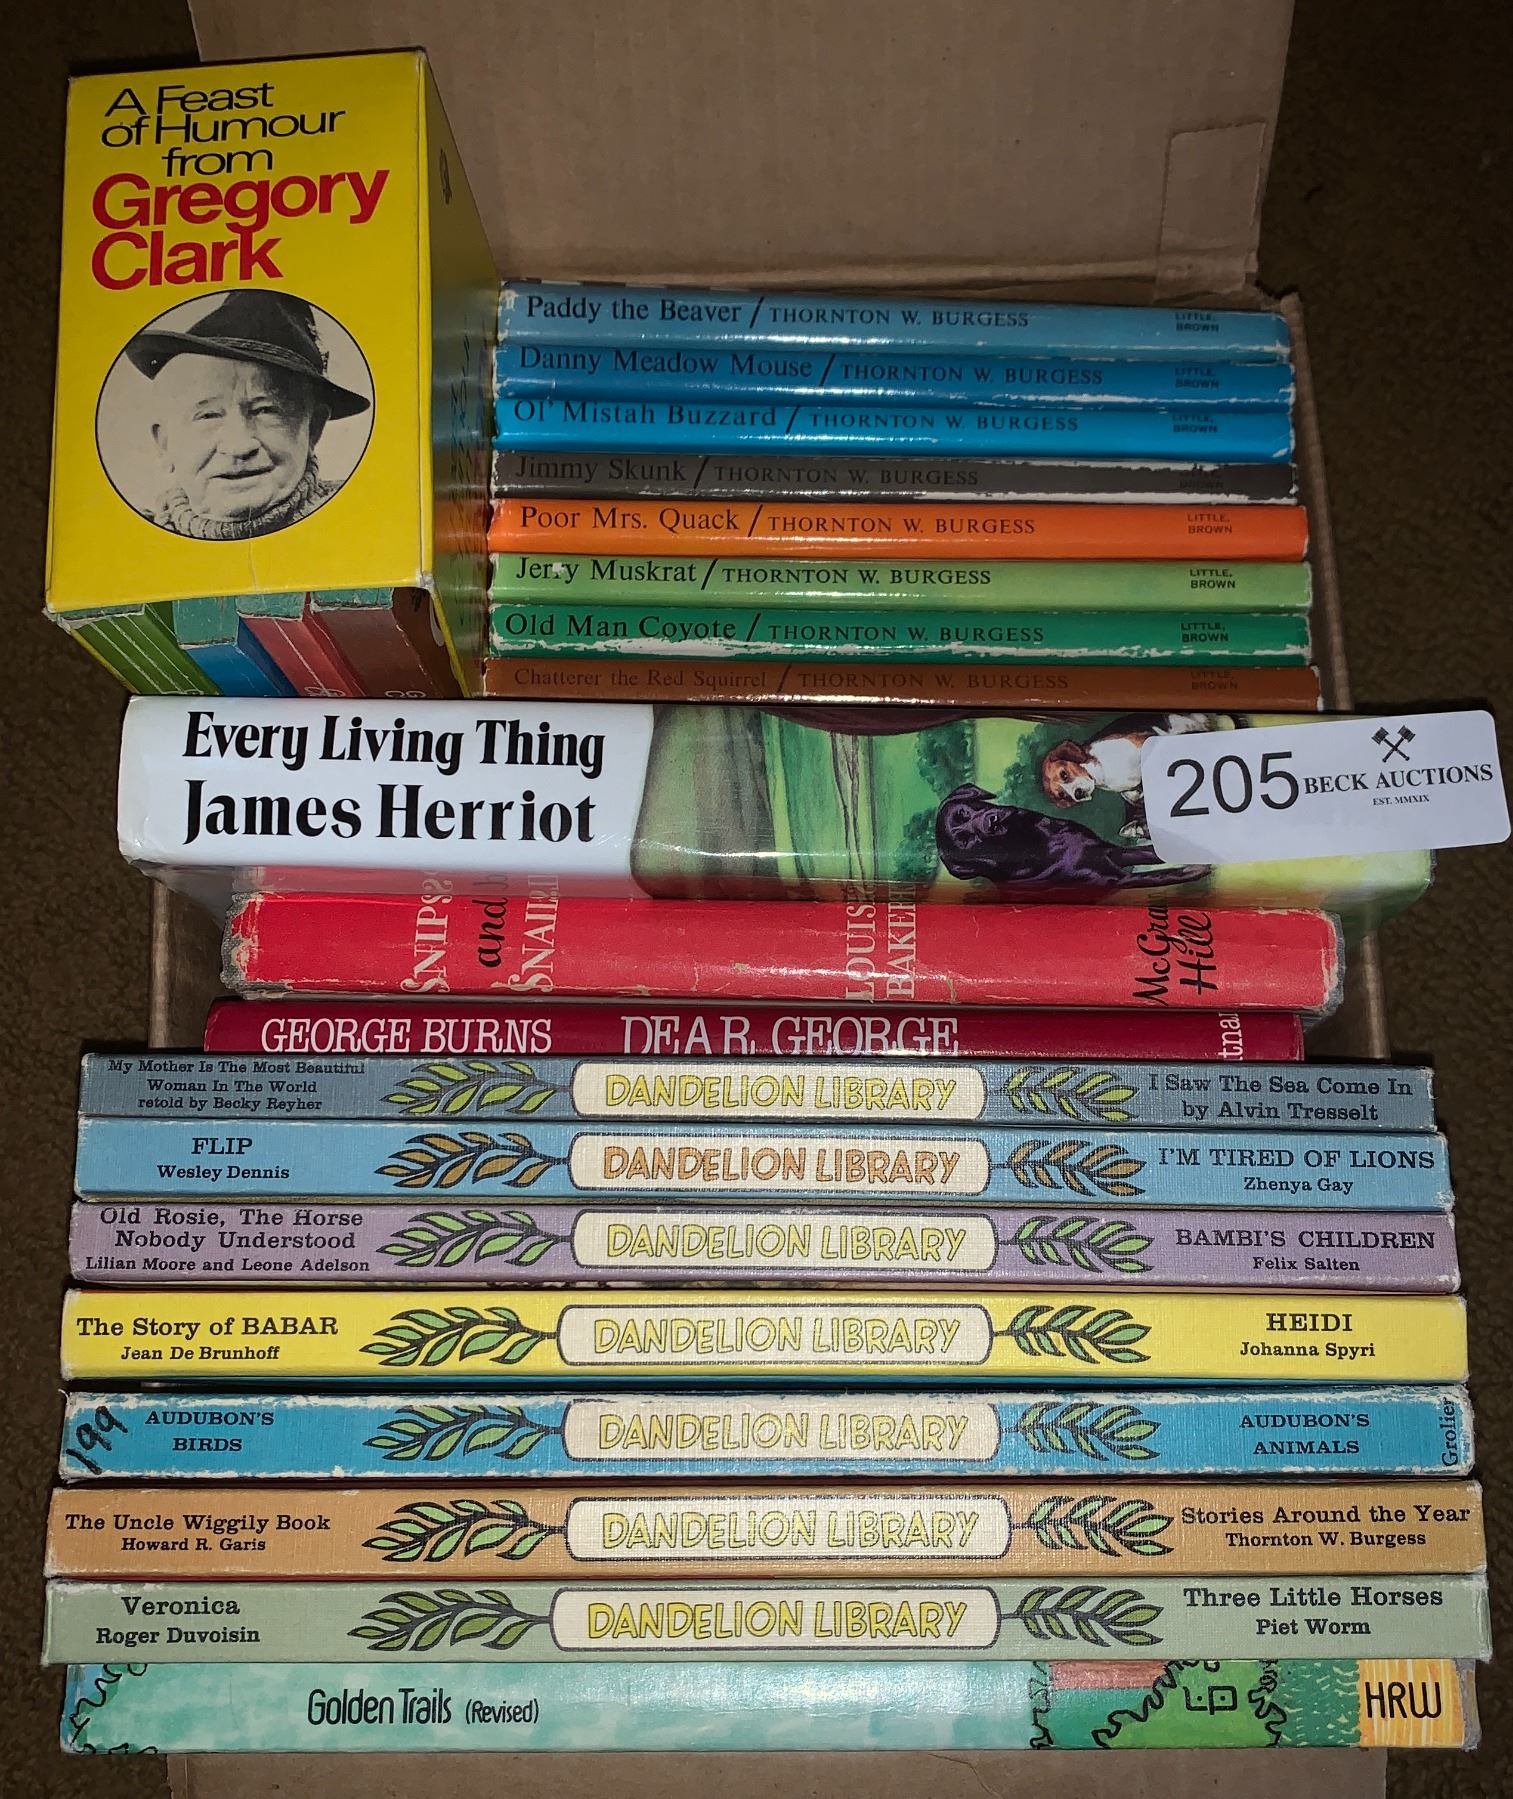 A Feast
of Humour
from
Gregory
Clark
Paddy the Beaver / THORNTON W. BURGESS
LITTLE,
BROWN
Danny Meadow Mouse / THORNTON W. BURGESS
LITTLE,
BROWN
Ol' Mistah Buzzard / THORNTON W. BURGESS
LITTLE,
BROWN
Jimmy Skunk / THORNTON W. BURGESS
BROWN
Poor Mrs. Quack / THORNTON W. BURGESS
LITTLE,
BROWN
Jerry Muskrat / THORNTON W. BURGESS
LITTLE,
BROWN
Old Man Coyote / THORNTON W. BURGESS
LITTLE,
BROWN
Chatterer the Red Squirrel / THORNTON W. BURGESS
LITTLE,
BROWN
Every Living Thing
James Herriot
205
BECK AUCTIONS
EST. MMXIX
SNIPS
and
SNAILS
LOUISE
BAKER
McGraw
Hill
GEORGE BURNS DEAR GEORGE
tnam
My Mother Is The Most Beautiful
Woman In The World
retold by Becky Reyher
DANDELION LIBRARY
I Saw The Sea Come In
by Alvin Tresselt
FLIP
Wesley Dennis
DANDELION LIBRARY
I'M TIRED OF LIONS
Zhenya Gay
Old Rosie, The Horse
Nobody Understood
Lilian Moore and Leone Adelson
DANDELION LIBRARY
BAMBI'S CHILDREN
Felix Salten
The Story of BABAR
Jean De Brunhoff
DANDELION LIBRARY
HEIDI
Johanna Spyri
199
AUDUBON'S
BIRDS
DANDELION LIBRARY
AUDUBON'S
ANIMALS
Grolier
The Uncle Wiggily Book
Howard R. Garis
DANDELION LIBRARY
Stories Around the Year
Thornton W. Burgess
Veronica
Roger Duvoisin
DANDELION LIBRARY
Three Little Horses
Piet Worm
Golden Trails (Revised)
HRW